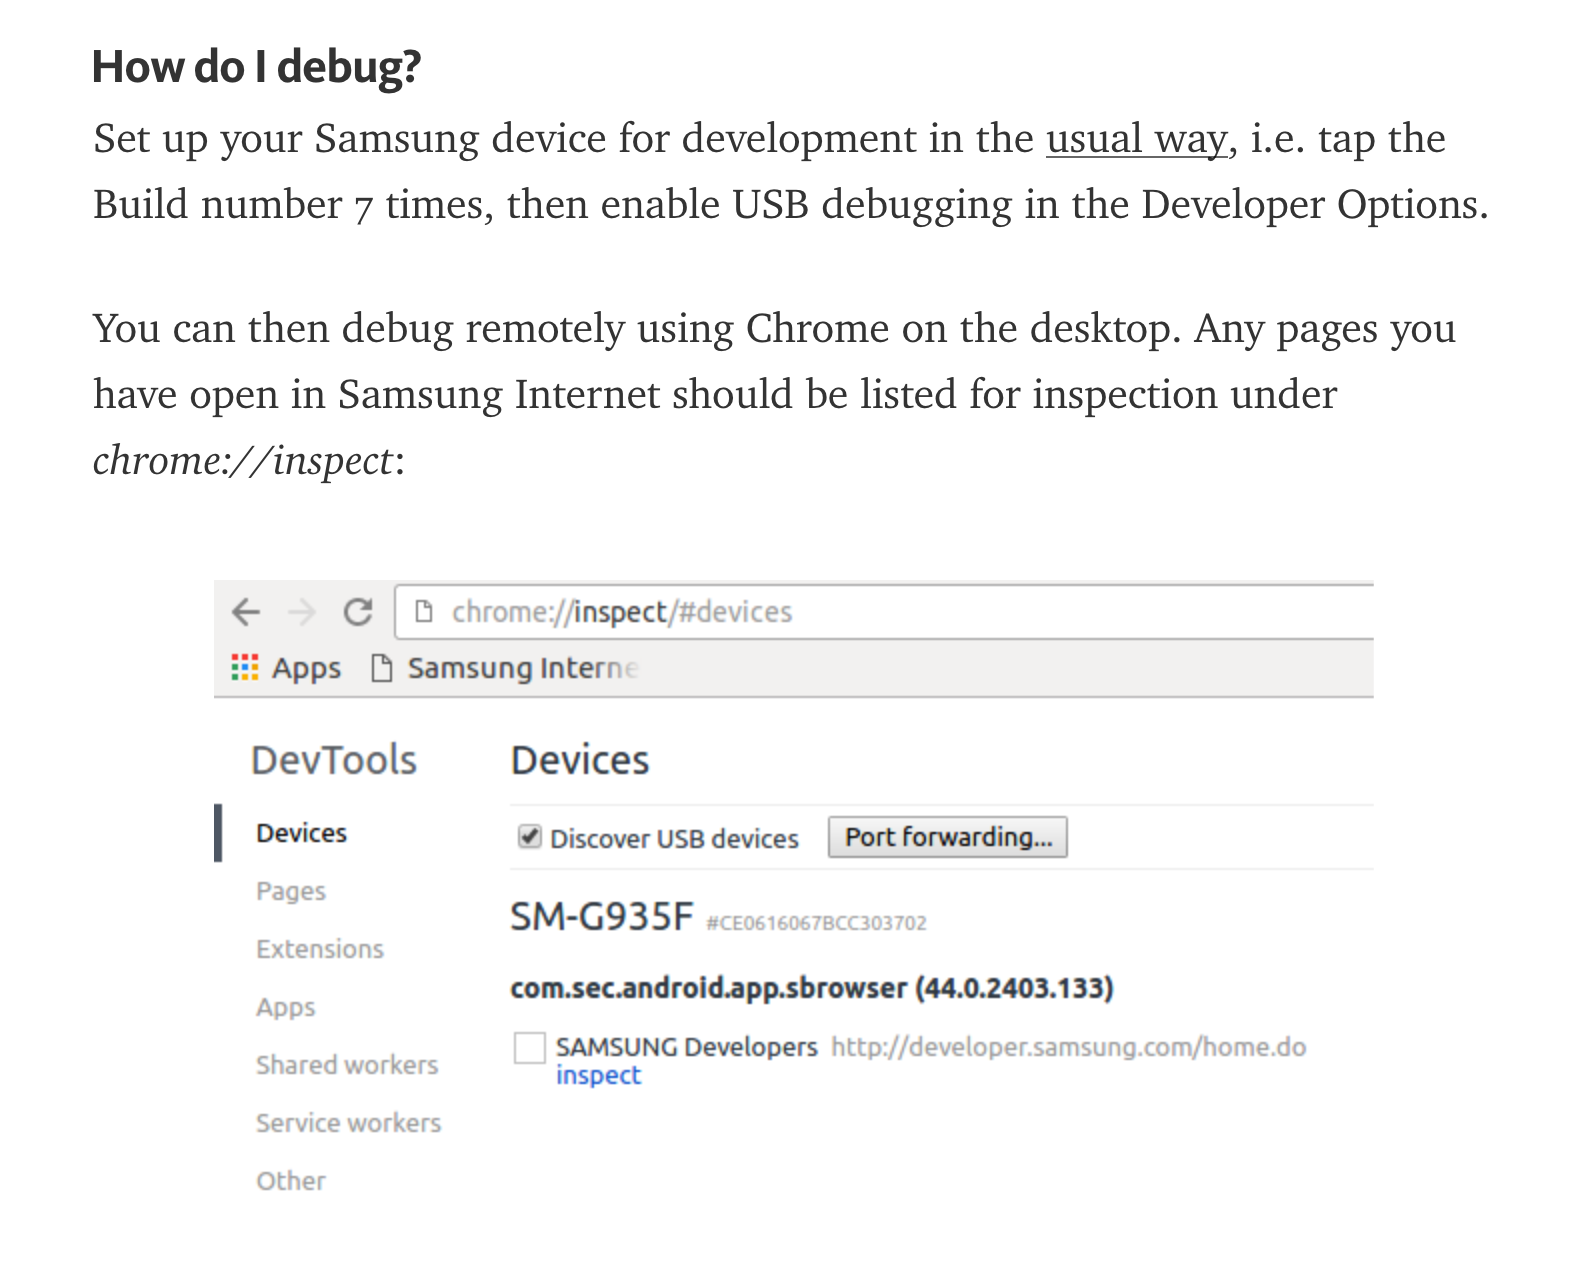 How do I debug?
Set up your Samsung device for development in the usual way, i.e. tap the
Build number 7 times, then enable USB debugging in the Developer Options.
You can then debug remotely using Chrome on the desktop. Any pages you
have open in Samsung Internet should be listed for inspection under
chrome://inspect:
chrome://inspect/#devices
Apps Samsung Interne
DevTools
Devices
Pages
Extensions
Apps
Shared workers
Service workers
Other
Devices
Discover USB devices Port forwarding...
SM-G935F #CE0616067BCC303702
com.sec.android.app.sbrowser (44.0.2403.133)
SAMSUNG Developers http://developer.samsung.com/home.do
inspect